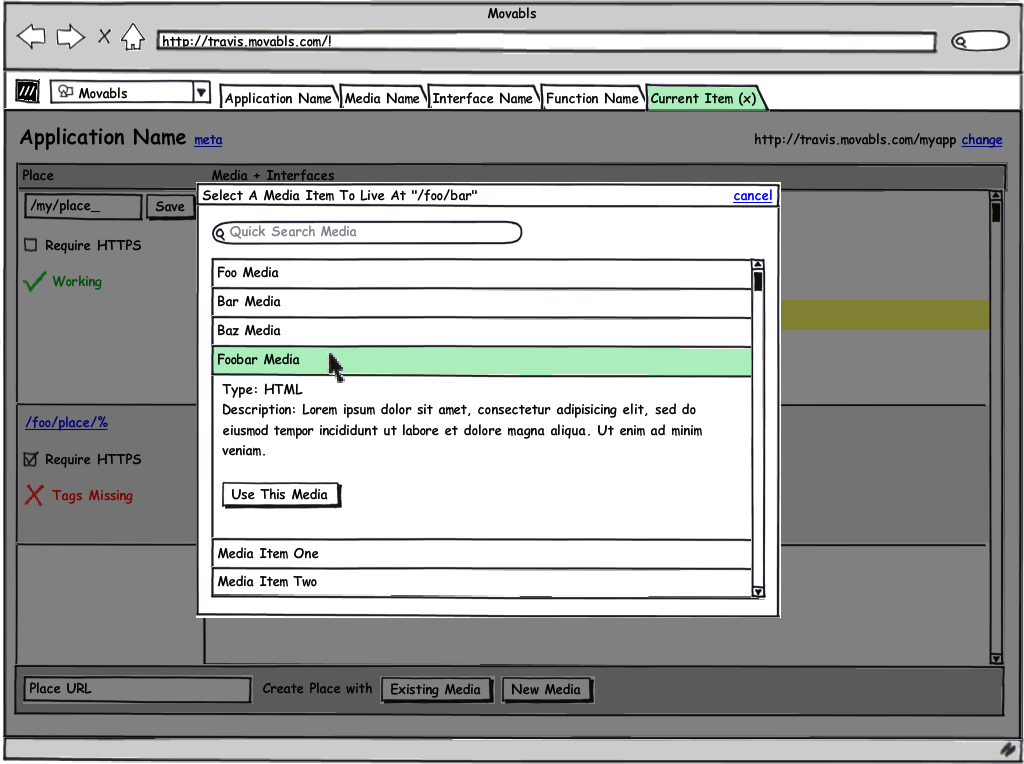 Movabls
http://travis.movabls.com/!
Movabls
Application Name
Media Name
Interface Name
Function Name
Current Item (x)
Application Name meta
http://travis.movabls.com/myapp change
Place
Media + Interfaces
/my/place_
Save
Require HTTPS
Working
/foo/place/%
Require HTTPS
Tags Missing
Select A Media Item To Live At "/foo/bar"
cancel
Quick Search Media
Foo Media
Bar Media
Baz Media
Foobar Media
Type: HTML
Description: Lorem ipsum dolor sit amet, consectetur adipisicing elit, sed do
eiusmod tempor incididunt ut labore et dolore magna aliqua. Ut enim ad minim
veniam.
Use This Media
Media Item One
Media Item Two
Place URL
Create Place with
Existing Media
New Media